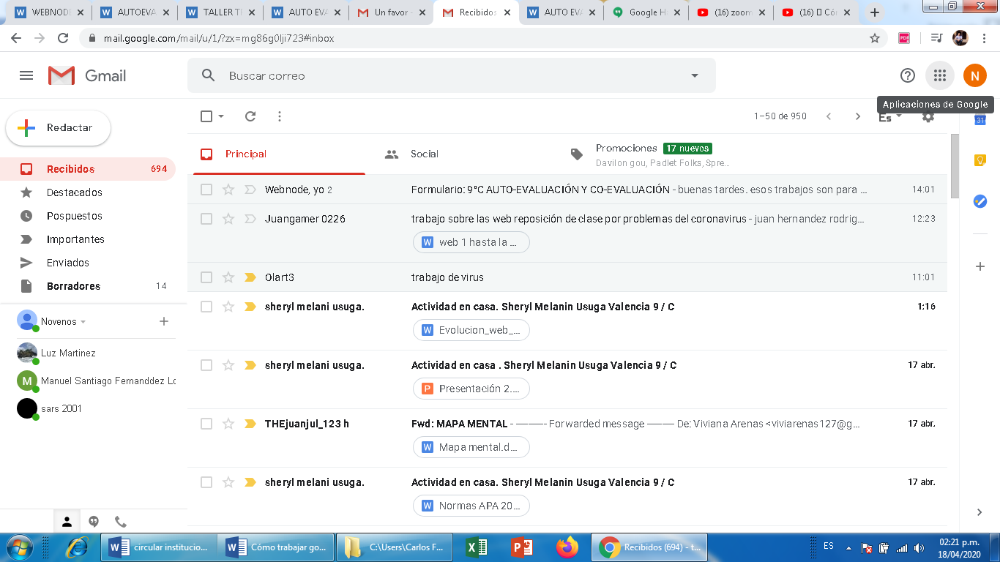 WEBNODE
AUTOEVA
TALLER TE
AUTO EVA
Un favor -
Recibidos
AUTO EVA
Google H
(16) zoom
(16) Có
mail.google.com/mail/u/1/?zx=mg86g0lji723#inbox
PDF
Gmail
Buscar correo
N
Aplicaciones de Google
Redactar
1–50 de 950
Es
31
Principal
Social
Promociones 17 nuevos
Davilon gou, Padlet Folks, Spre…
Recibidos 694
Destacados
Pospuestos
Importantes
Enviados
Borradores 14
Novenos
Luz Martinez
M Manuel Santiago Fernanddez Lo
sars 2001
Webnode, yo 2 Formulario: 9°C AUTO-EVALUACIÓN Y CO-EVALUACIÓN - buenas tardes. esos trabajos son para ... 14:01
Juangamer 0226 trabajo sobre las web reposición de clase por problemas del coronavirus - juan hernandez rodrig... 12:23
W web 1 hasta la ...
Olart3 trabajo de virus 11:01
sheryl melani usuga. Actividad en casa. Sheryl Melanin Usuga Valencia 9 / C 1:16
W Evolucion_web_...
sheryl melani usuga. Actividad en casa . Sheryl Melanin Usuga Valencia 9 / C 17 abr.
P Presentación 2....
THEjuanjul_123 h Fwd: MAPA MENTAL - ---------- Forwarded message --------- De: Viviana Arenas <viviarenas127@g... 17 abr.
W Mapa mental.d...
sheryl melani usuga. Actividad en casa. Sheryl Melanin Usuga Valencia 9 / C 17 abr.
W Normas APA 20...
circular institucio...
Cómo trabajar go...
C:\Users\Carlos F...
Recibidos (694) - t...
ES
02:21 p.m.
18/04/2020